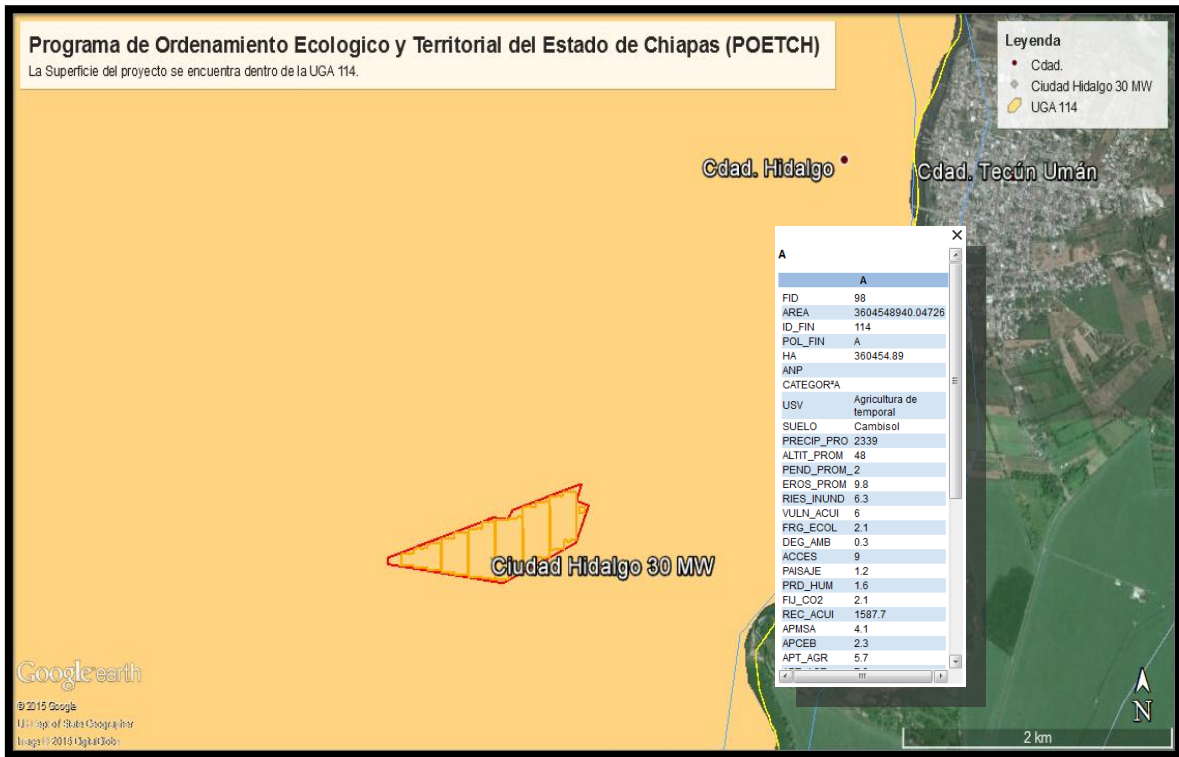 Programa de Ordenamiento Ecologico y Territorial del Estado de Chiapas (POETCH)
La Superficie del proyecto se encuentra dentro de la UGA 114.
Leyenda
Cdad.
Ciudad Hidalgo 30 MW
UGA 114
Cdad. Hidalgo
Cdad. Tecún Umán
A
A
FID 98
AREA 3604548940.04726
ID_FIN 114
POL_FIN A
HA 360454.89
ANP
CATEGORªA
USV Agricultura de
temporal
SUELO Cambisol
PRECIP_PRO 2339
ALTIT_PROM 48
PEND_PROM_ 2
EROS_PROM 9.8
RIES_INUND 6.3
VULN_ACUI 6
FRG_ECOL 2.1
DEG_AMB 0.3
ACCES 9
PAISAJE 1.2
PRD_HUM 1.6
FIJ_CO2 2.1
REC_ACUI 1587.7
APMSA 4.1
APCEB 2.3
APT_AGR 5.7
Ciudad Hidalgo 30 MW
Google earth
© 2015 Google
U.S. Dept of State Geographer
Image © 2015 DigitalGlobe
N
2 km